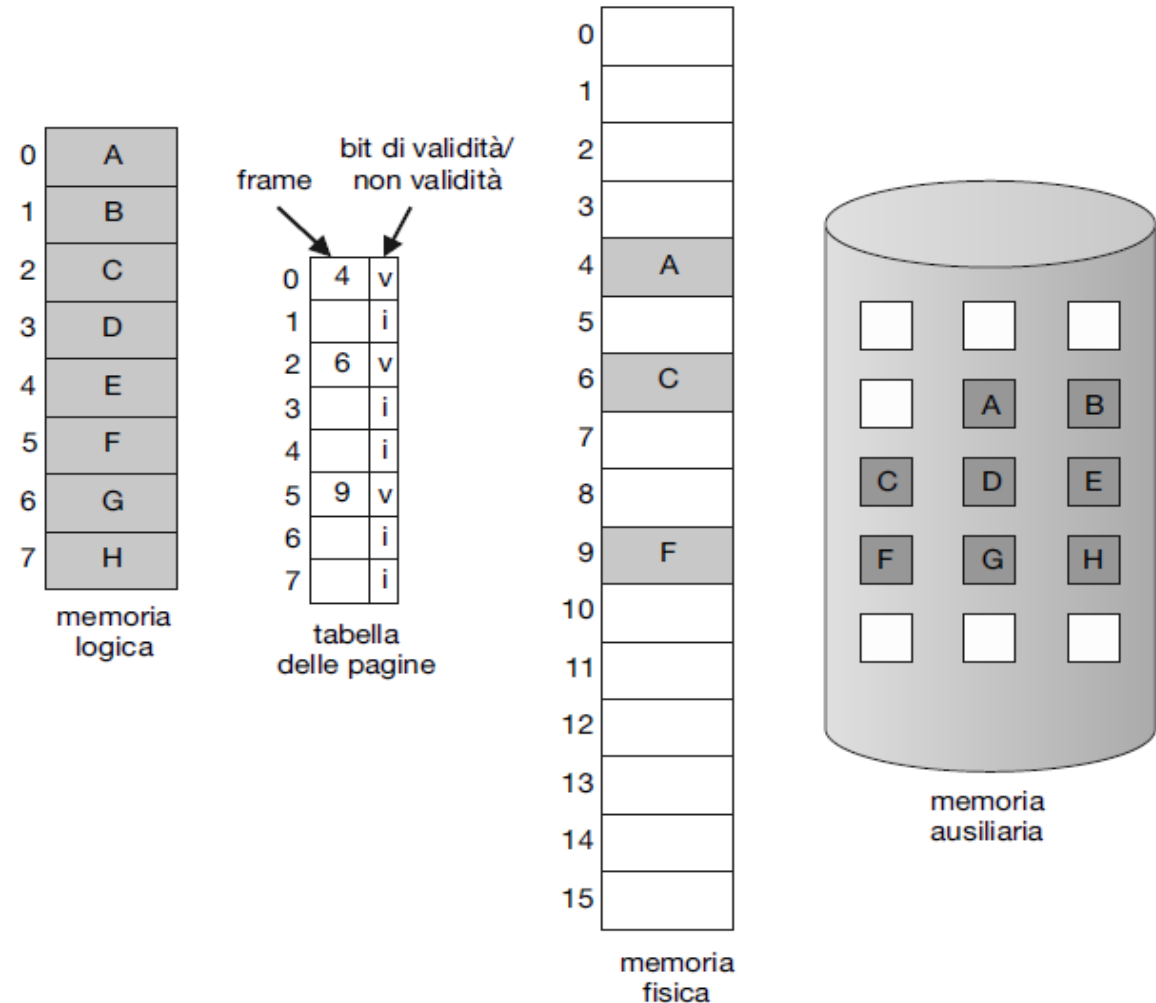 0 A
1 B
2 C
3 D
4 E
5 F
6 G
7 H
memoria
logica
frame
bit di validità/
non validità
0 4 v
1 i
2 6 v
3 i
4 i
5 9 v
6 i
7 i
tabella
delle pagine
0
1
2
3
4 A
5
6 C
7
8
9 F
10
11
12
13
14
15
memoria
fisica
A B
C D E
F G H
memoria
ausiliaria